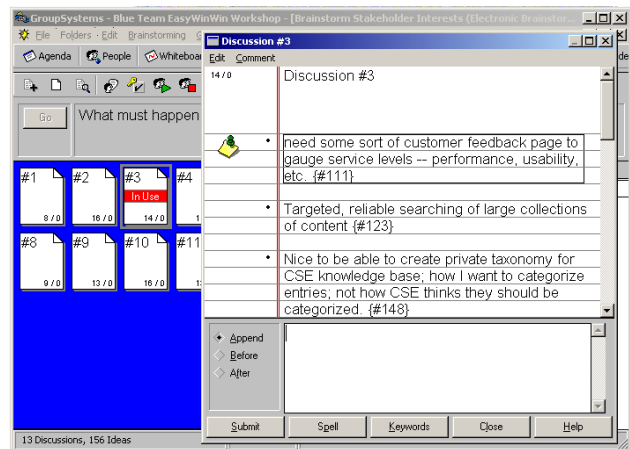 GroupSystems - Blue Team EasyWinWin Workshop - [Brainstorm Stakeholder Interests (Electronic Brainstor...
File Folders Edit Brainstorming
Agenda People Whiteboa
Go What must happen
#1 #2 #3 #4
In Use
8 / 0 16 / 0 14 / 0 1
#8 #9 #10 #11
9 / 0 13 / 0 16 / 0
13 Discussions, 156 Ideas
Discussion #3
Edit Comment
14 / 0 Discussion #3
• need some sort of customer feedback page to
gauge service levels -- performance, usability,
etc. {#111}
• Targeted, reliable searching of large collections
of content {#123}
• Nice to be able to create private taxonomy for
CSE knowledge base; how I want to categorize
entries; not how CSE thinks they should be
categorized. {#148}
Append
Before
After
Submit Spell Keywords Close Help